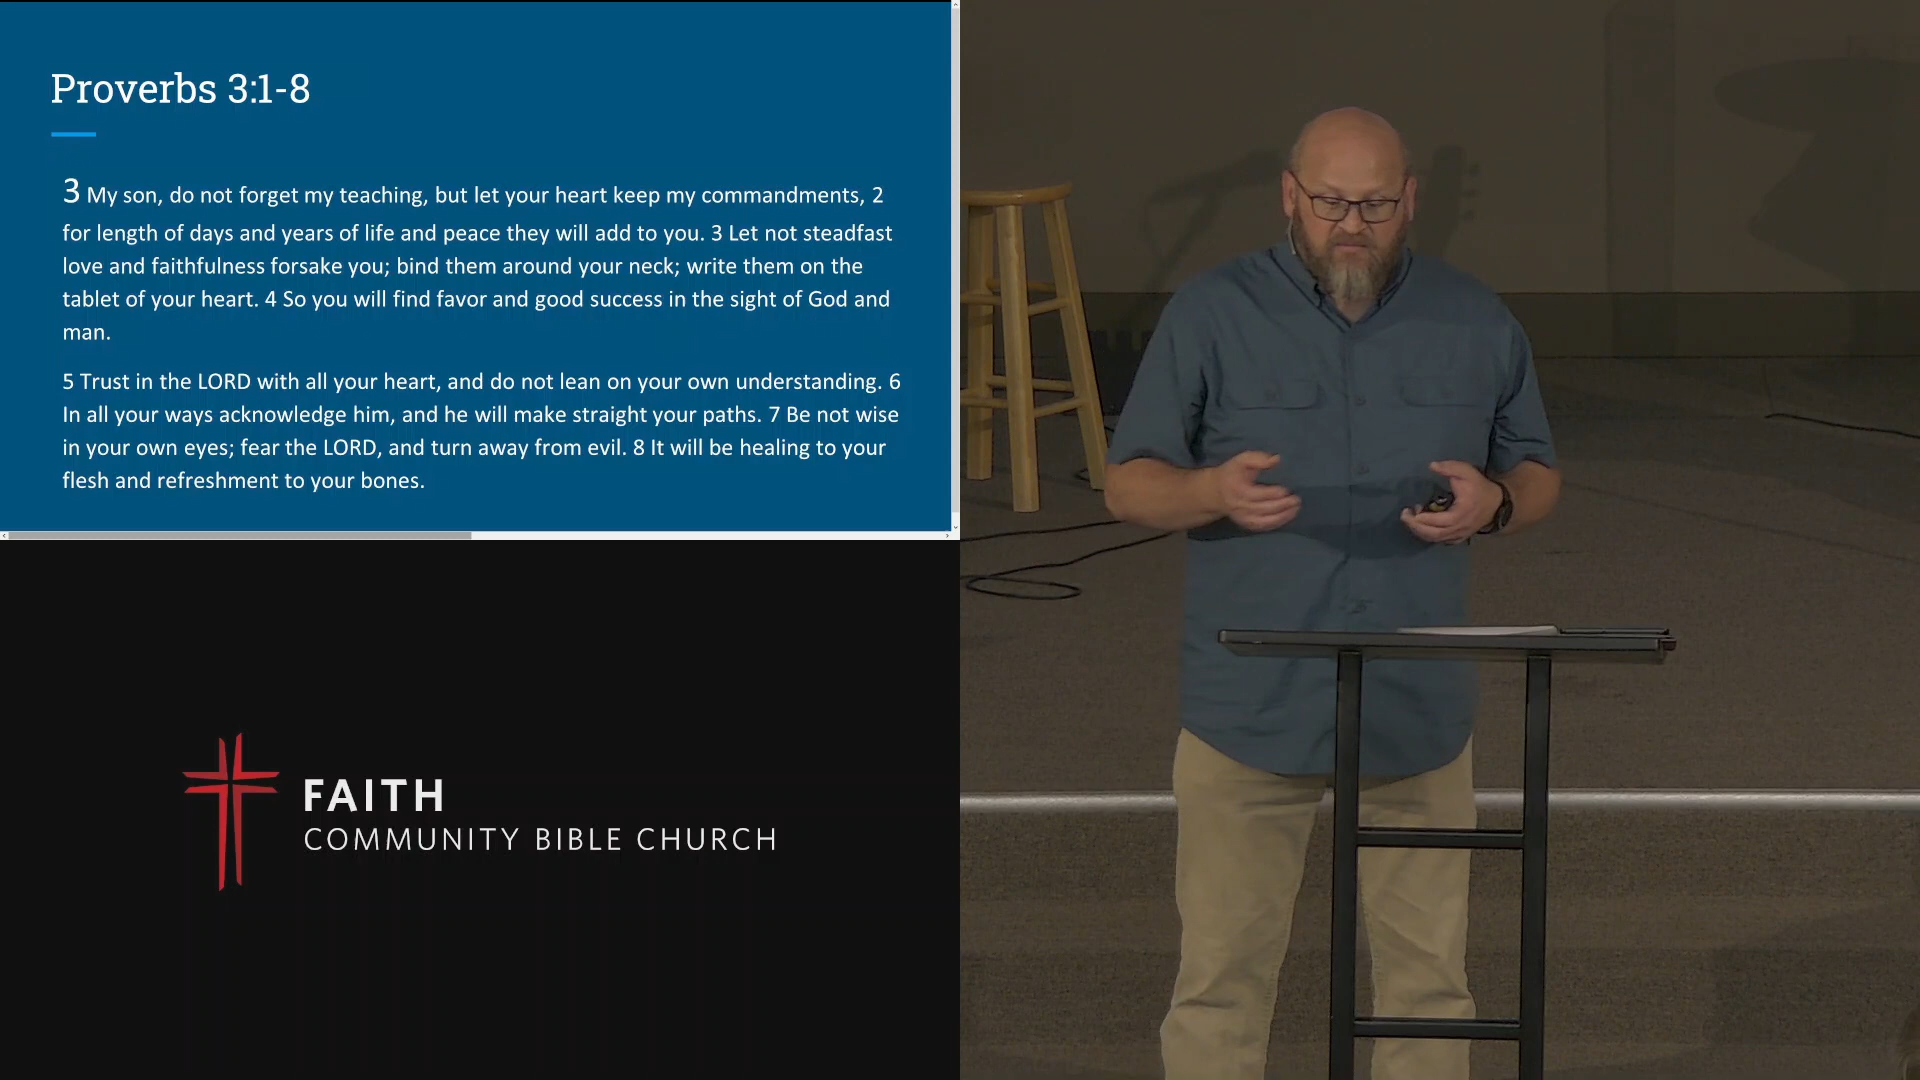 Proverbs 3:1-8
3 My son, do not forget my teaching, but let your heart keep my commandments, 2
for length of days and years of life and peace they will add to you. 3 Let not steadfast
love and faithfulness forsake you; bind them around your neck; write them on the
tablet of your heart. 4 So you will find favor and good success in the sight of God and
man.
5 Trust in the LORD with all your heart, and do not lean on your own understanding. 6
In all your ways acknowledge him, and he will make straight your paths. 7 Be not wise
in your own eyes; fear the LORD, and turn away from evil. 8 It will be healing to your
flesh and refreshment to your bones.
FAITH
COMMUNITY BIBLE CHURCH